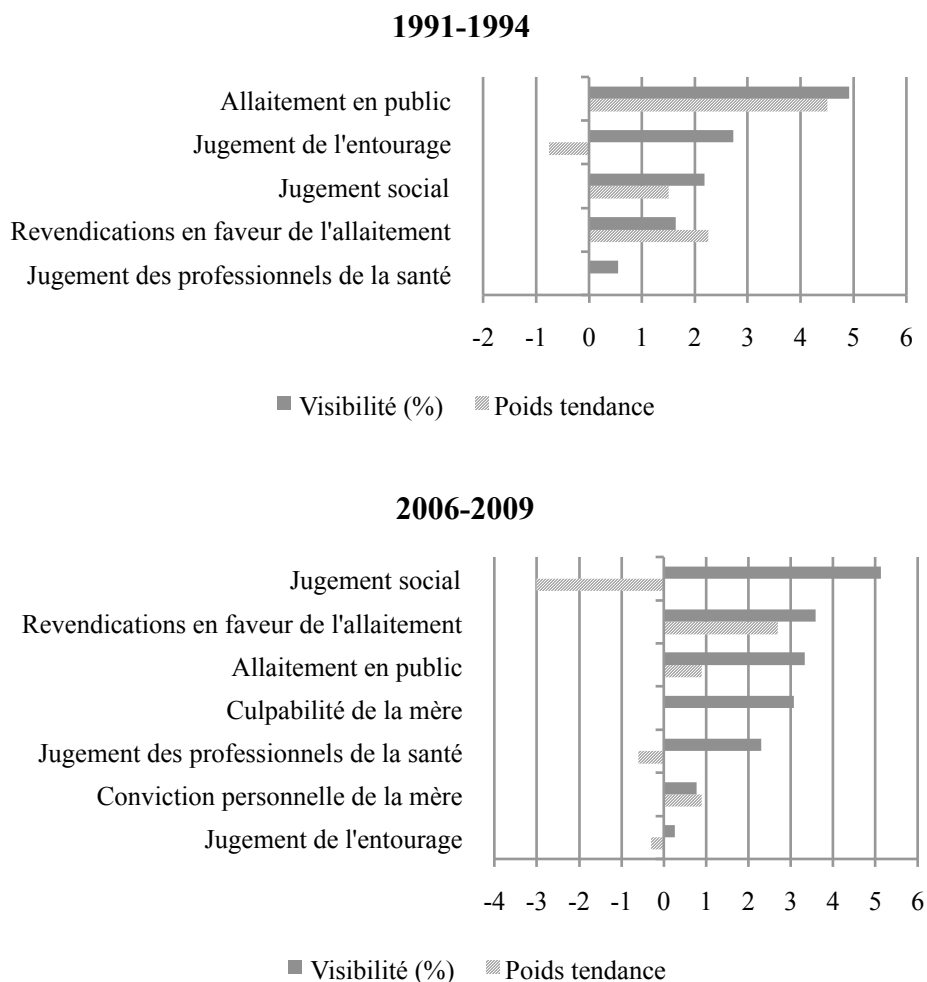 1991-1994
Allaitement en public
Jugement de l'entourage
Jugement social
Revendications en faveur de l'allaitement
Jugement des professionnels de la santé
-2 -1 0 1 2 3 4 5 6
Visibilité (%) Poids tendance
2006-2009
Jugement social
Revendications en faveur de l'allaitement
Allaitement en public
Culpabilité de la mère
Jugement des professionnels de la santé
Conviction personnelle de la mère
Jugement de l'entourage
-4 -3 -2 -1 0 1 2 3 4 5 6
Visibilité (%) Poids tendance